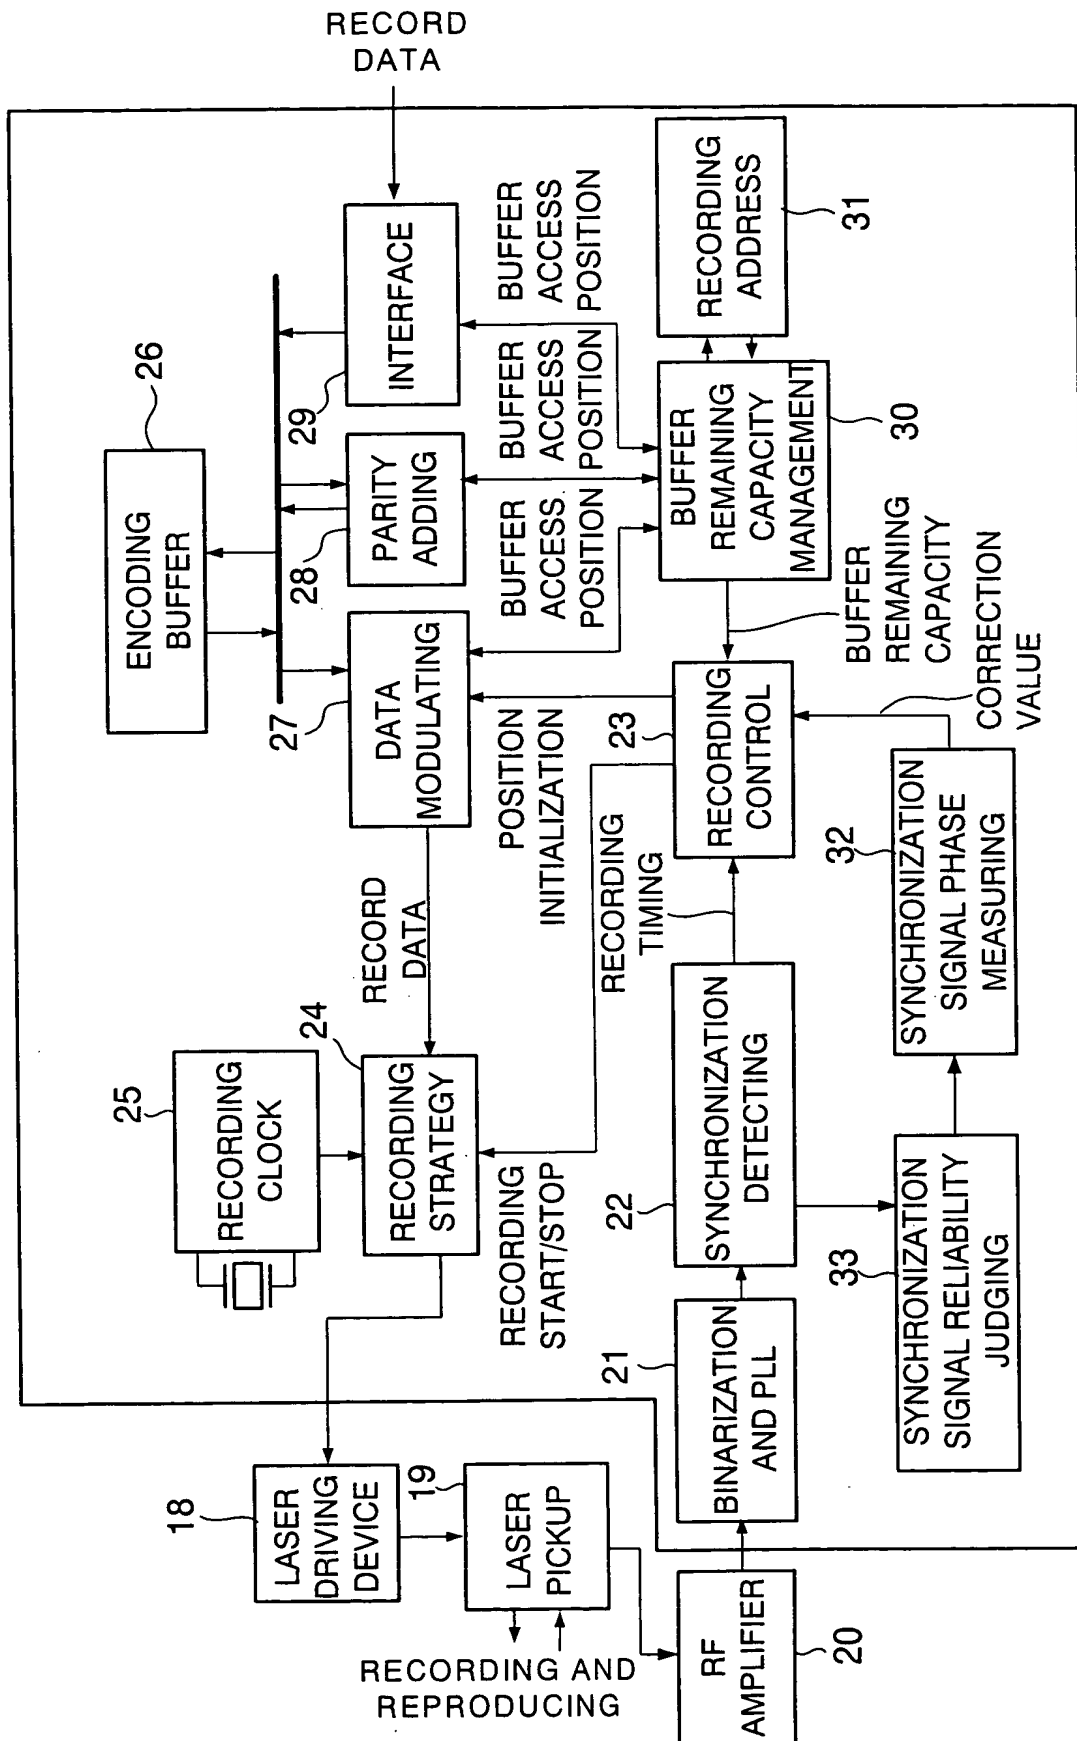 RECORD
DATA
26
ENCODING
BUFFER
29
INTERFACE
28
PARITY
ADDING
27
DATA
MODULATING
BUFFER
ACCESS
POSITION
BUFFER
ACCESS
POSITION
BUFFER
ACCESS
POSITION
RECORDING
ADDRESS
31
BUFFER
REMAINING
CAPACITY
MANAGEMENT
30
BUFFER
REMAINING
CAPACITY
CORRECTION
VALUE
POSITION
INITIALIZATION
23
RECORDING
CONTROL
RECORDING
TIMING
RECORD
DATA
25
RECORDING
CLOCK
24
RECORDING
STRATEGY
RECORDING
START/STOP
22
SYNCHRONIZATION
DETECTING
32
SYNCHRONIZATION
SIGNAL PHASE
MEASURING
33
SYNCHRONIZATION
SIGNAL RELIABILITY
JUDGING
21
BINARIZATION
AND PLL
18
LASER
DRIVING
DEVICE
19
LASER
PICKUP
RECORDING AND
REPRODUCING
RF
AMPLIFIER
20